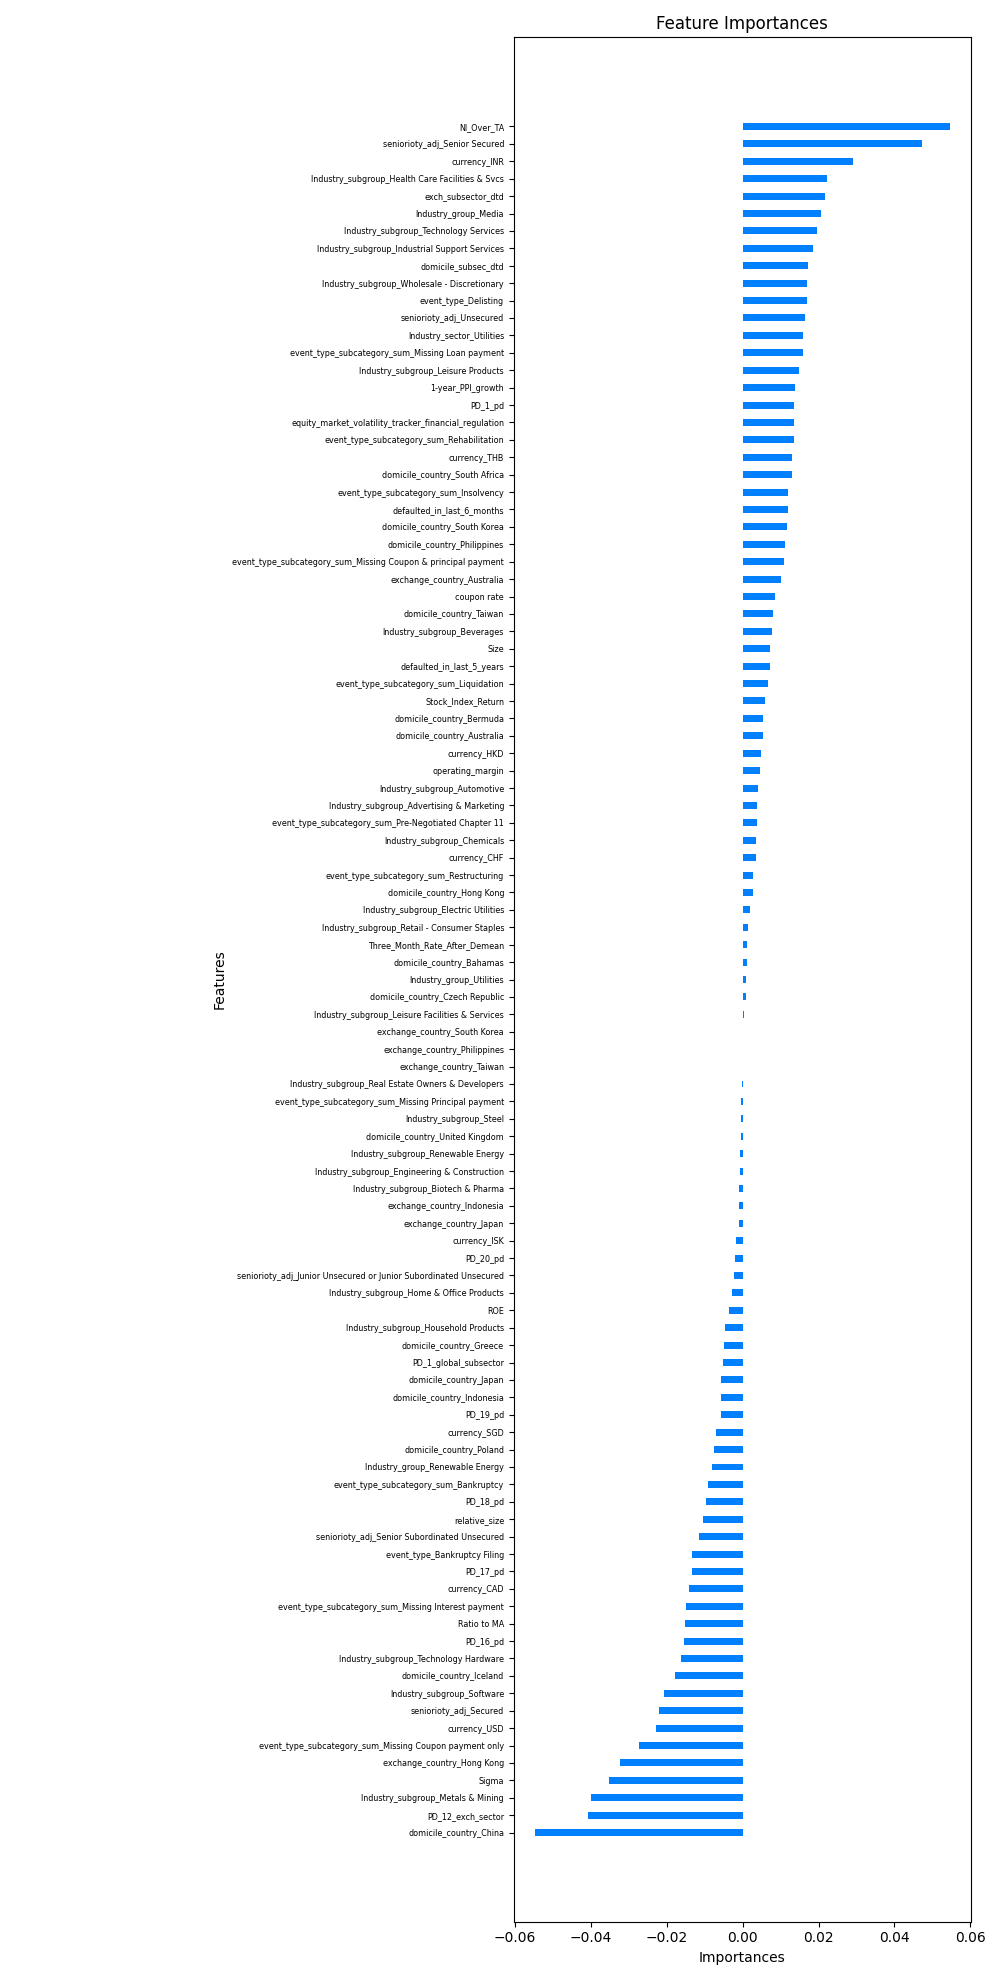 Feature Importances
NI_Over_TA
seniorioty_adj_Senior Secured
currency_INR
Industry_subgroup_Health Care Facilities & Svcs
exch_subsector_dtd
Industry_group_Media
Industry_subgroup_Technology Services
Industry_subgroup_Industrial Support Services
domicile_subsec_dtd
Industry_subgroup_Wholesale - Discretionary
event_type_Delisting
seniorioty_adj_Unsecured
Industry_sector_Utilities
event_type_subcategory_sum_Missing Loan payment
Industry_subgroup_Leisure Products
1-year_PPI_growth
PD_1_pd
equity_market_volatility_tracker_financial_regulation
event_type_subcategory_sum_Rehabilitation
currency_THB
domicile_country_South Africa
event_type_subcategory_sum_Insolvency
defaulted_in_last_6_months
domicile_country_South Korea
domicile_country_Philippines
event_type_subcategory_sum_Missing Coupon & principal payment
exchange_country_Australia
coupon rate
domicile_country_Taiwan
Industry_subgroup_Beverages
Size
defaulted_in_last_5_years
event_type_subcategory_sum_Liquidation
Stock_Index_Return
domicile_country_Bermuda
domicile_country_Australia
currency_HKD
operating_margin
Industry_subgroup_Automotive
Industry_subgroup_Advertising & Marketing
event_type_subcategory_sum_Pre-Negotiated Chapter 11
Industry_subgroup_Chemicals
currency_CHF
event_type_subcategory_sum_Restructuring
domicile_country_Hong Kong
Industry_subgroup_Electric Utilities
Industry_subgroup_Retail - Consumer Staples
Three_Month_Rate_After_Demean
domicile_country_Bahamas
Industry_group_Utilities
domicile_country_Czech Republic
Industry_subgroup_Leisure Facilities & Services
exchange_country_South Korea
exchange_country_Philippines
exchange_country_Taiwan
Industry_subgroup_Real Estate Owners & Developers
event_type_subcategory_sum_Missing Principal payment
Industry_subgroup_Steel
domicile_country_United Kingdom
Industry_subgroup_Renewable Energy
Industry_subgroup_Engineering & Construction
Industry_subgroup_Biotech & Pharma
exchange_country_Indonesia
exchange_country_Japan
currency_ISK
PD_20_pd
seniorioty_adj_Junior Unsecured or Junior Subordinated Unsecured
Industry_subgroup_Home & Office Products
ROE
Industry_subgroup_Household Products
domicile_country_Greece
PD_1_global_subsector
domicile_country_Japan
domicile_country_Indonesia
PD_19_pd
currency_SGD
domicile_country_Poland
Industry_group_Renewable Energy
event_type_subcategory_sum_Bankruptcy
PD_18_pd
relative_size
seniorioty_adj_Senior Subordinated Unsecured
event_type_Bankruptcy Filing
PD_17_pd
currency_CAD
event_type_subcategory_sum_Missing Interest payment
Ratio to MA
PD_16_pd
Industry_subgroup_Technology Hardware
domicile_country_Iceland
Industry_subgroup_Software
seniorioty_adj_Secured
currency_USD
event_type_subcategory_sum_Missing Coupon payment only
exchange_country_Hong Kong
Sigma
Industry_subgroup_Metals & Mining
PD_12_exch_sector
domicile_country_China
Features
−0.06 −0.04 −0.02 0.00 0.02 0.04 0.06
Importances